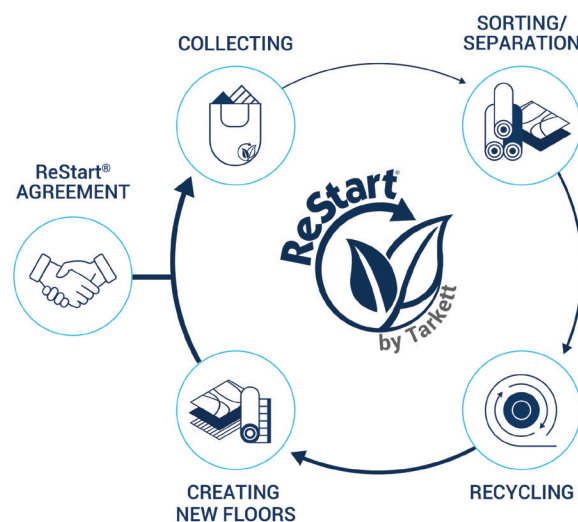 COLLECTING
SORTING/
SEPARATION
ReStart®
AGREEMENT
ReStart®
by Tarkett
CREATING
NEW FLOORS
RECYCLING